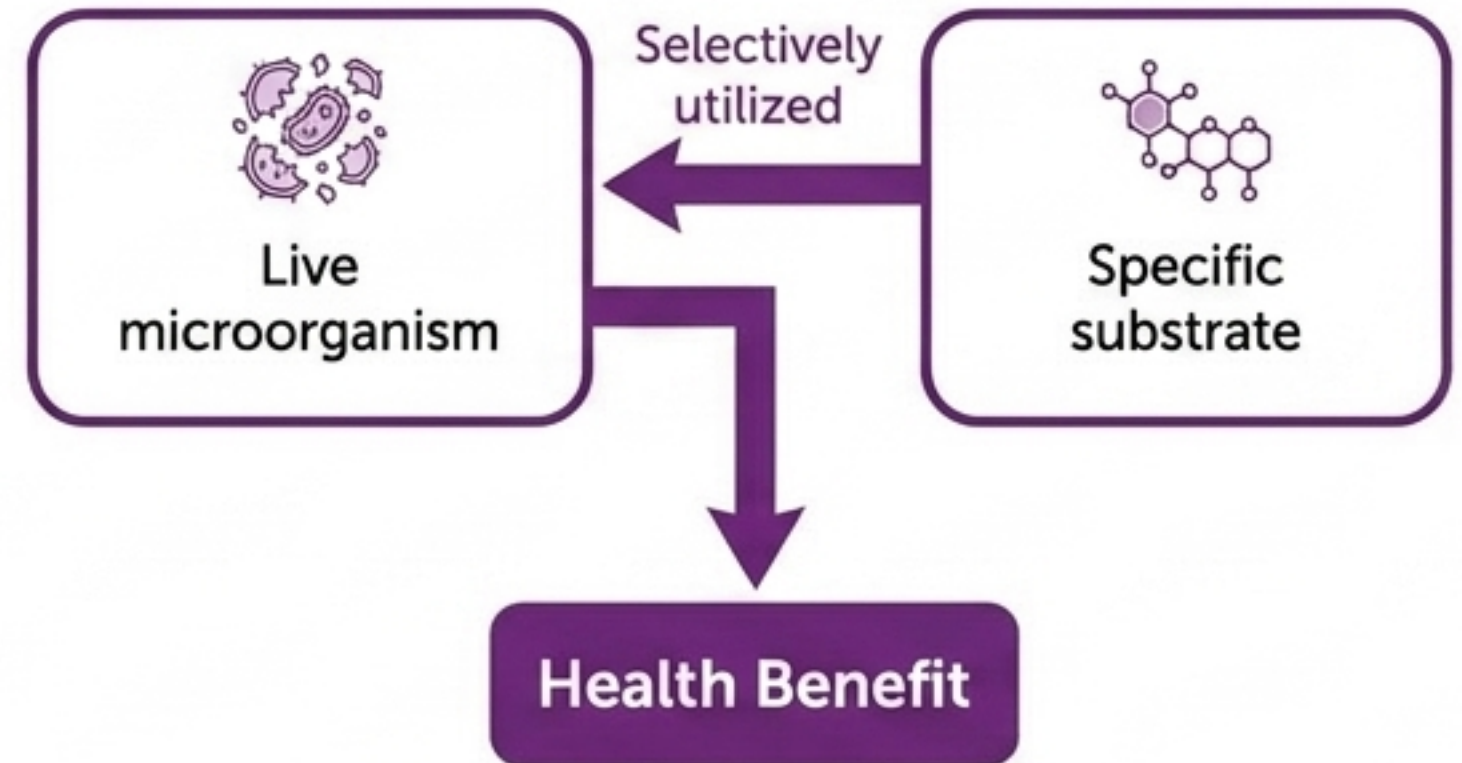 Selectively
utilized
Live
microorganism
Specific
substrate
Health Benefit